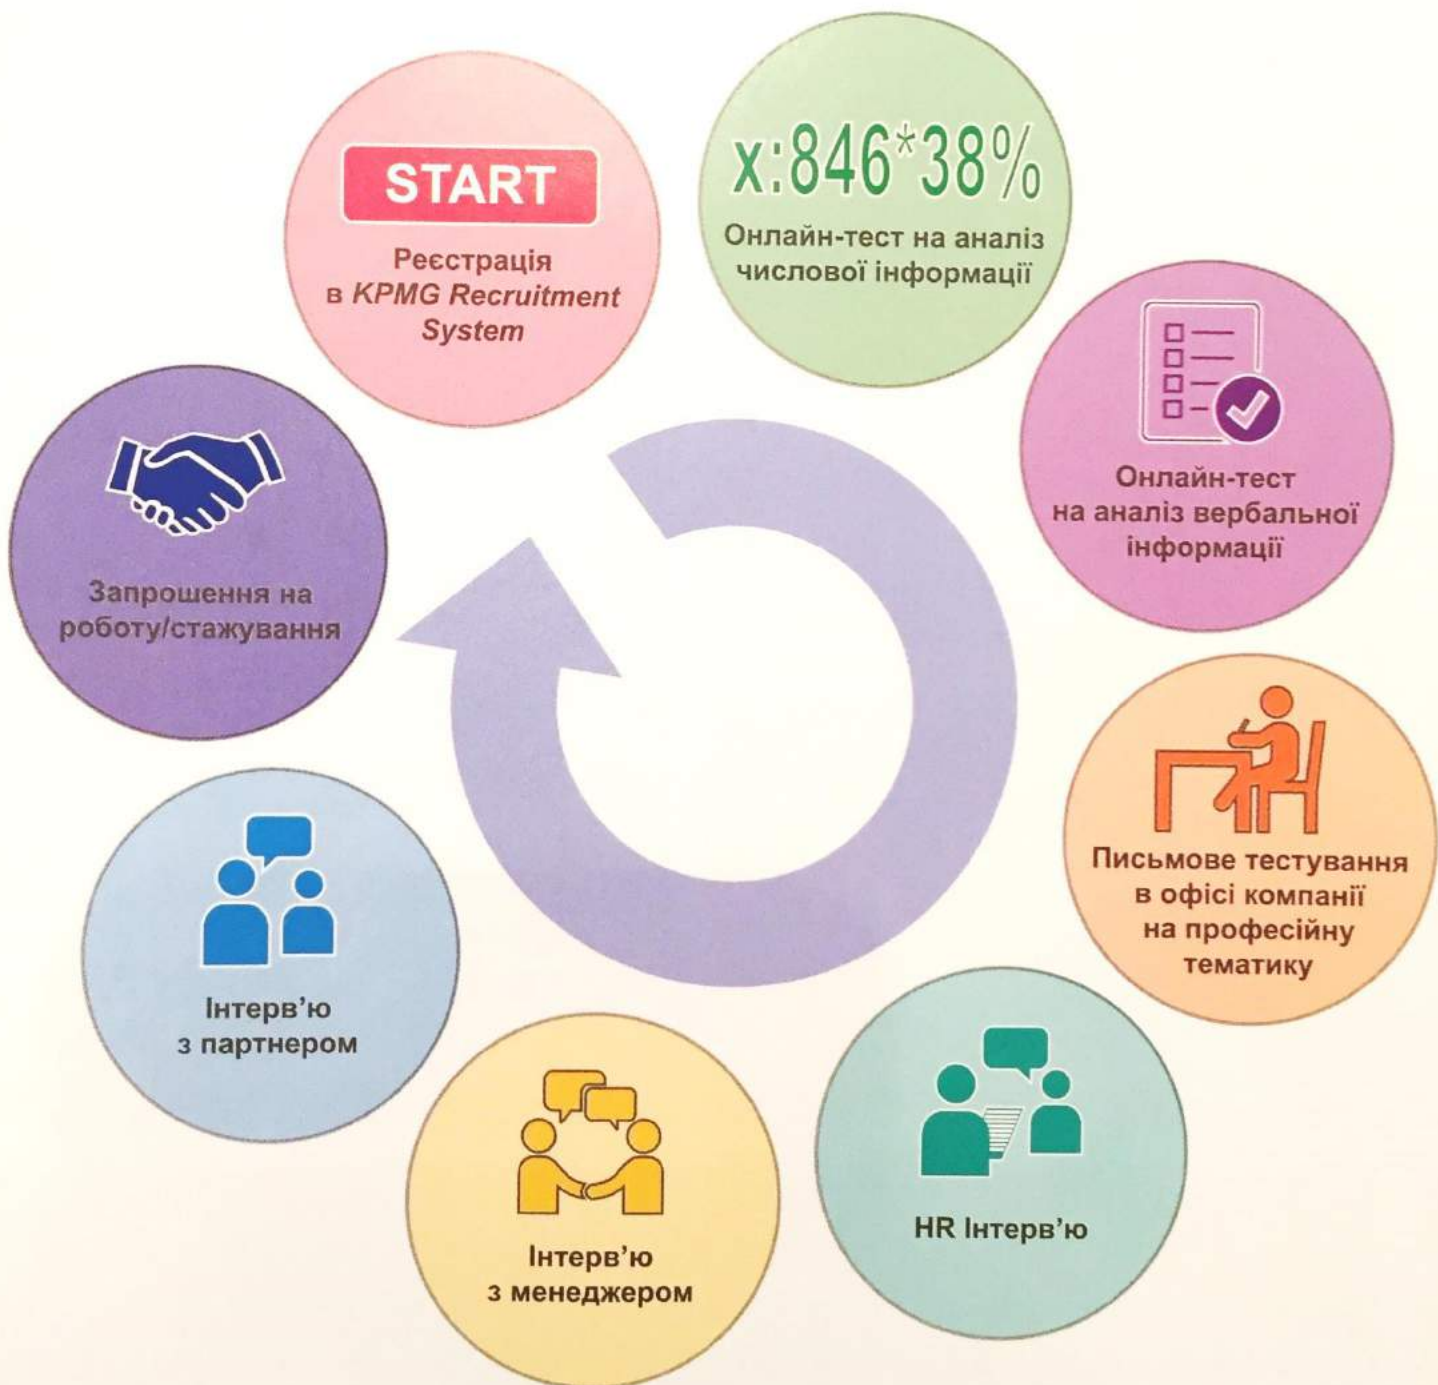 START
Реєстрація
в KPMG Recruitment
System
x:846*38%
Онлайн-тест на аналіз
числової інформації
Онлайн-тест
на аналіз вербальної
інформації
Письмове тестування
в офісі компанії
на професійну
тематику
HR Інтерв’ю
Інтерв’ю
з менеджером
Інтерв’ю
з партнером
Запрошення на
роботу/стажування